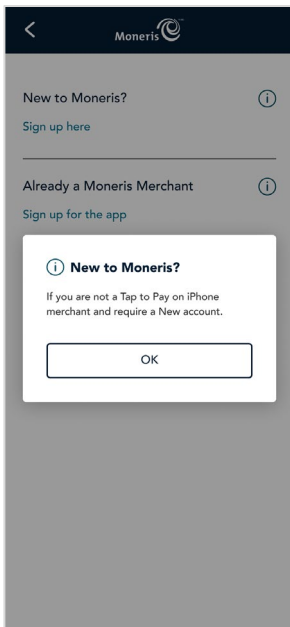 Moneris
New to Moneris?
Sign up here
Already a Moneris Merchant
Sign up for the app
New to Moneris?
If you are not a Tap to Pay on iPhone
merchant and require a New account.
OK